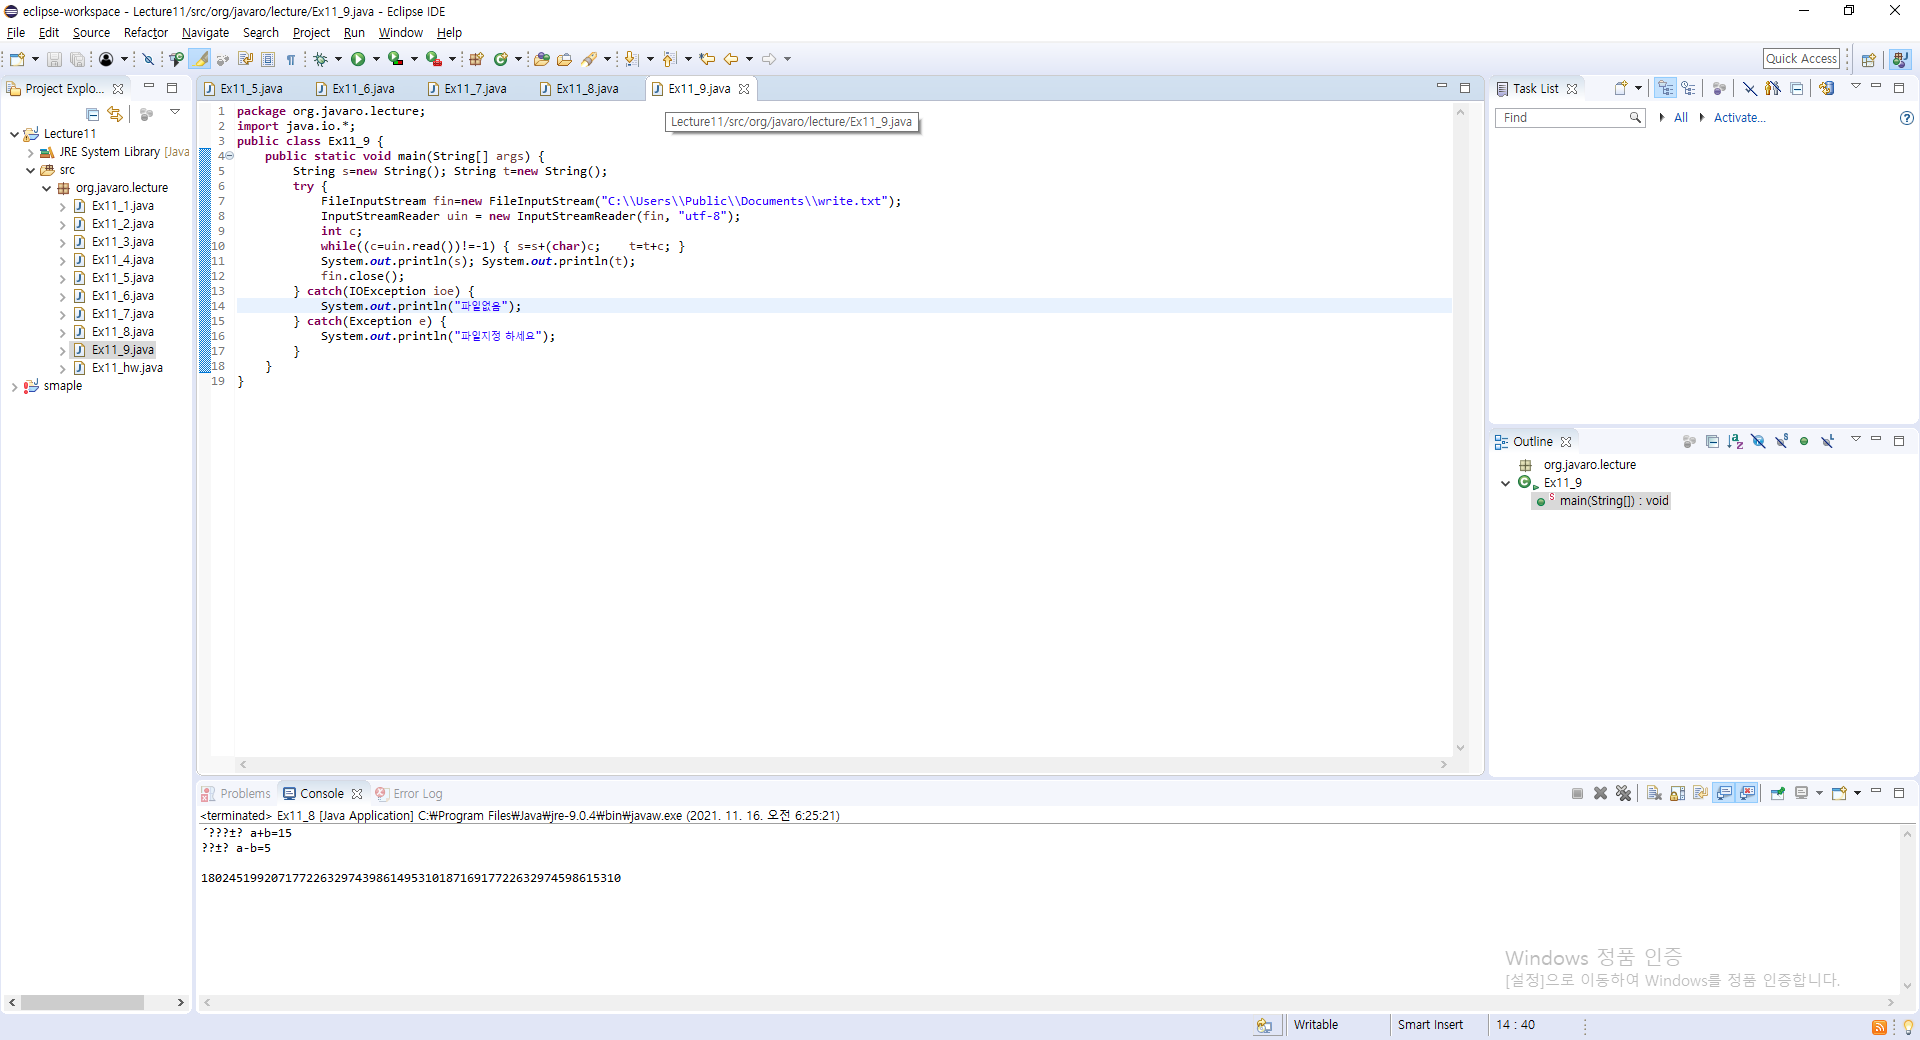 eclipse-workspace - Lecture11/src/org/javaro/lecture/Ex11_9.java - Eclipse IDE
File Edit Source Refactor Navigate Search Project Run Window Help
Quick Access
Project Explo...
Lecture11
JRE System Library [Java
src
org.javaro.lecture
Ex11_1.java
Ex11_2.java
Ex11_3.java
Ex11_4.java
Ex11_5.java
Ex11_6.java
Ex11_7.java
Ex11_8.java
Ex11_9.java
Ex11_hw.java
smaple
Ex11_5.java Ex11_6.java Ex11_7.java Ex11_8.java Ex11_9.java
Lecture11/src/org/javaro/lecture/Ex11_9.java
1 package org.javaro.lecture;
2 import java.io.*;
3 public class Ex11_9 {
4 public static void main(String[] args) {
5 String s=new String(); String t=new String();
6 try {
7 FileInputStream fin=new FileInputStream("C:\\Users\\Public\\Documents\\write.txt");
8 InputStreamReader uin = new InputStreamReader(fin, "utf-8");
9 int c;
10 while((c=uin.read())!=-1) { s=s+(char)c; t=t+c; }
11 System.out.println(s); System.out.println(t);
12 fin.close();
13 } catch(IOException ioe) {
14 System.out.println("파일없음");
15 } catch(Exception e) {
16 System.out.println("파일지정 하세요");
17 }
18 }
19 }
Task List
Find
All
Activate...
Outline
org.javaro.lecture
Ex11_9
main(String[]) : void
Problems Console Error Log
<terminated> Ex11_8 [Java Application] C:₩Program Files₩Java₩jre-9.0.4₩bin₩javaw.exe (2021. 11. 16. 오전 6:25:21)
´???±? a+b=15
??±? a-b=5
180245199207177226329743986149531018716917722632974598615310
Windows 정품 인증
[설정]으로 이동하여 Windows를 정품 인증합니다.
Writable Smart Insert 14 : 40